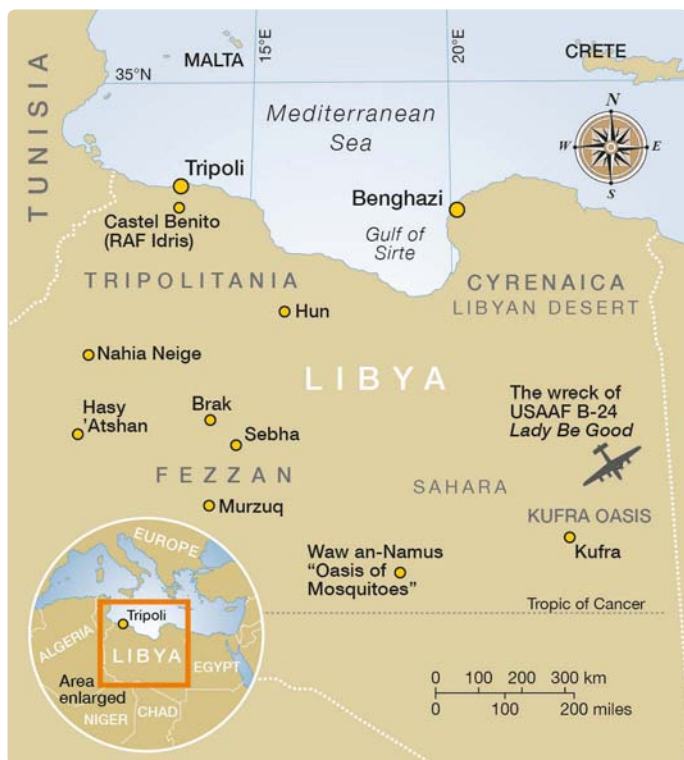 TUNISIA
MALTA
15°E
20°E
CRETE
35°N
Mediterranean
Sea
N
W
E
S
Tripoli
Castel Benito
(RAF Idris)
Benghazi
Gulf of
Sirte
TRIPOLITANIA
CYRENAICA
LIBYAN DESERT
Hun
Nahia Neige
LIBYA
The wreck of
USAAF B-24
Lady Be Good
Hasy
'Atshan
Brak
Sebha
FEZZAN
SAHARA
Murzuq
KUFRA OASIS
Kufra
Waw an-Namus
“Oasis of
Mosquitoes”
Tropic of Cancer
EUROPE
Tripoli
ALGERIA
LIBYA
EGYPT
Area
enlarged
NIGER
CHAD
0 100 200 300 km
0 100 200 miles